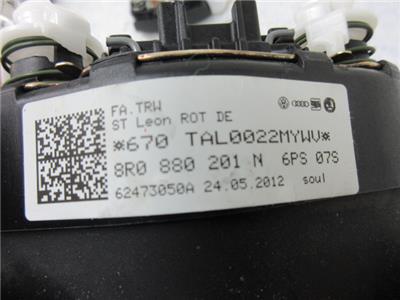 FA.TRW
ST Leon ROT DE
*670 TAL0022MYWV*
8R0 880 201 N 6PS 07S
62473050A 24.05.2012 soul